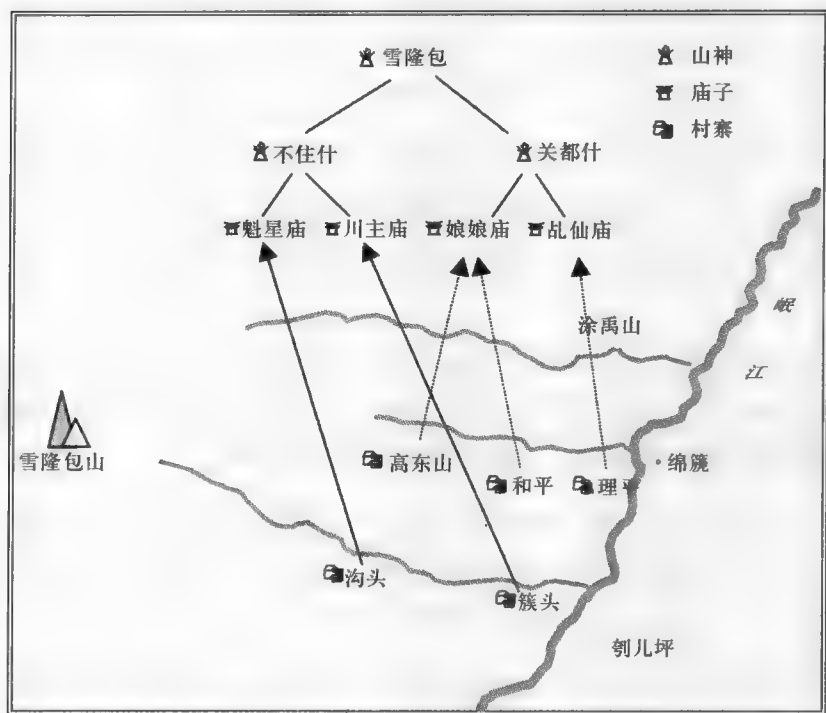 雪隆包
山神
庙子
村寨
不住什
关都什
魁星庙
川主庙
娘娘庙
乩仙庙
涂禹山
岷江
雪隆包山
高东山
和平
理平
·绵篪
沟头
簇头
刳儿坪